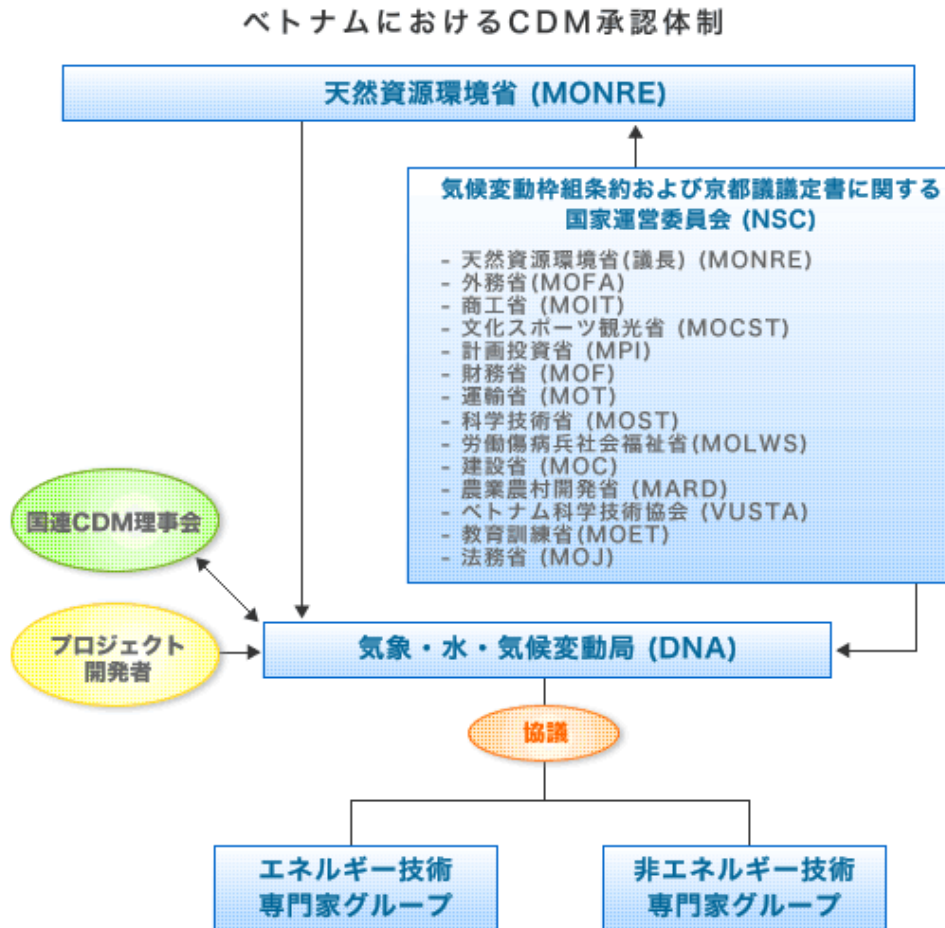 ベトナムにおけるCDM承認体制
天然資源環境省 (MONRE)
気候変動枠組条約および京都議議定書に関する
国家運営委員会 (NSC)
- 天然資源環境省(議長) (MONRE)
- 外務省(MOFA)
- 商工省 (MOIT)
- 文化スポーツ観光省 (MOCST)
- 計画投資省 (MPI)
- 財務省 (MOF)
- 運輸省 (MOT)
- 科学技術省 (MOST)
- 労働傷病兵社会福祉省(MOLWS)
- 建設省 (MOC)
- 農業農村開発省 (MARD)
- ベトナム科学技術協会 (VUSTA)
- 教育訓練省(MOET)
- 法務省 (MOJ)
国連CDM理事会
プロジェクト
開発者
気象・水・気候変動局 (DNA)
協議
エネルギー技術
専門家グループ
非エネルギー技術
専門家グループ